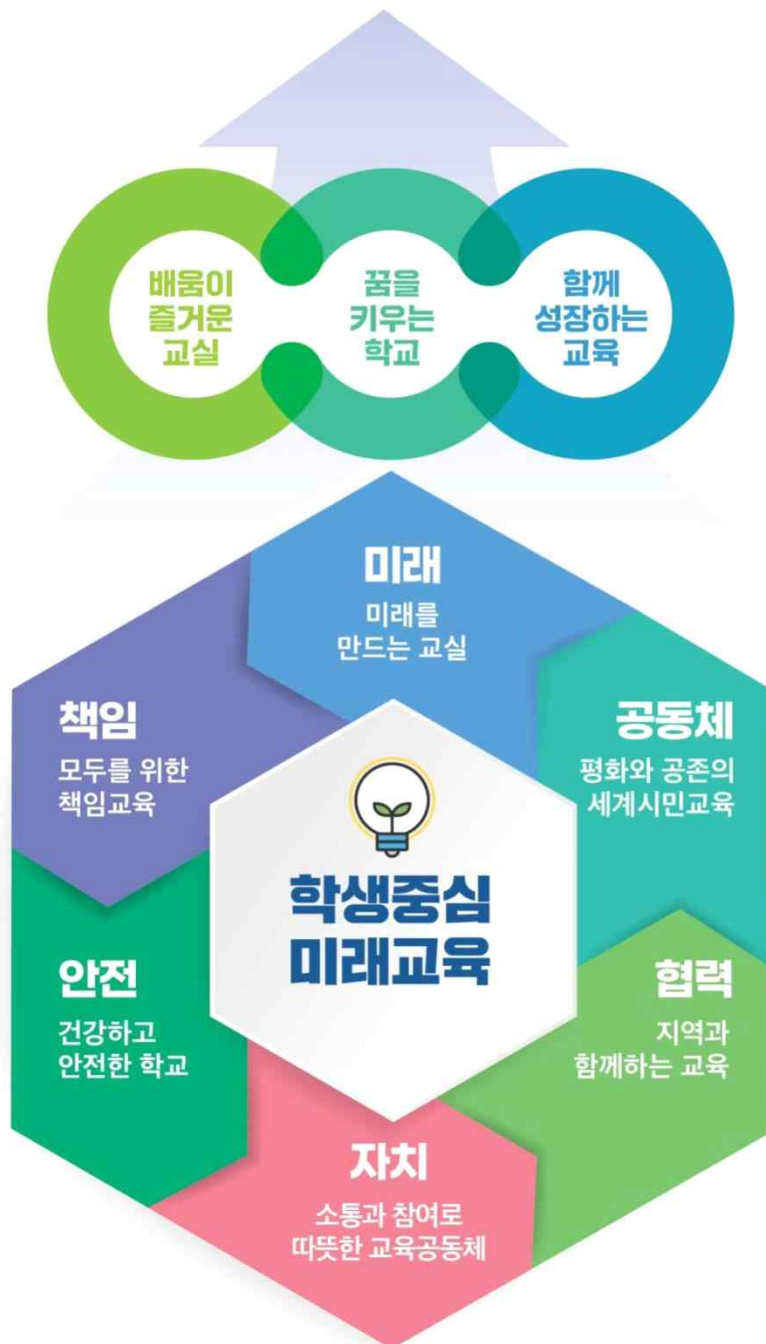 배움이
즐거운
교실
꿈을
키우는
학교
함께
성장하는
교육
미래
미래를
만드는 교실
책임
모두를 위한
책임교육
공동체
평화와 공존의
세계시민교육
학생중심
미래교육
안전
건강하고
안전한 학교
협력
지역과
함께하는 교육
자치
소통과 참여로
따뜻한 교육공동체